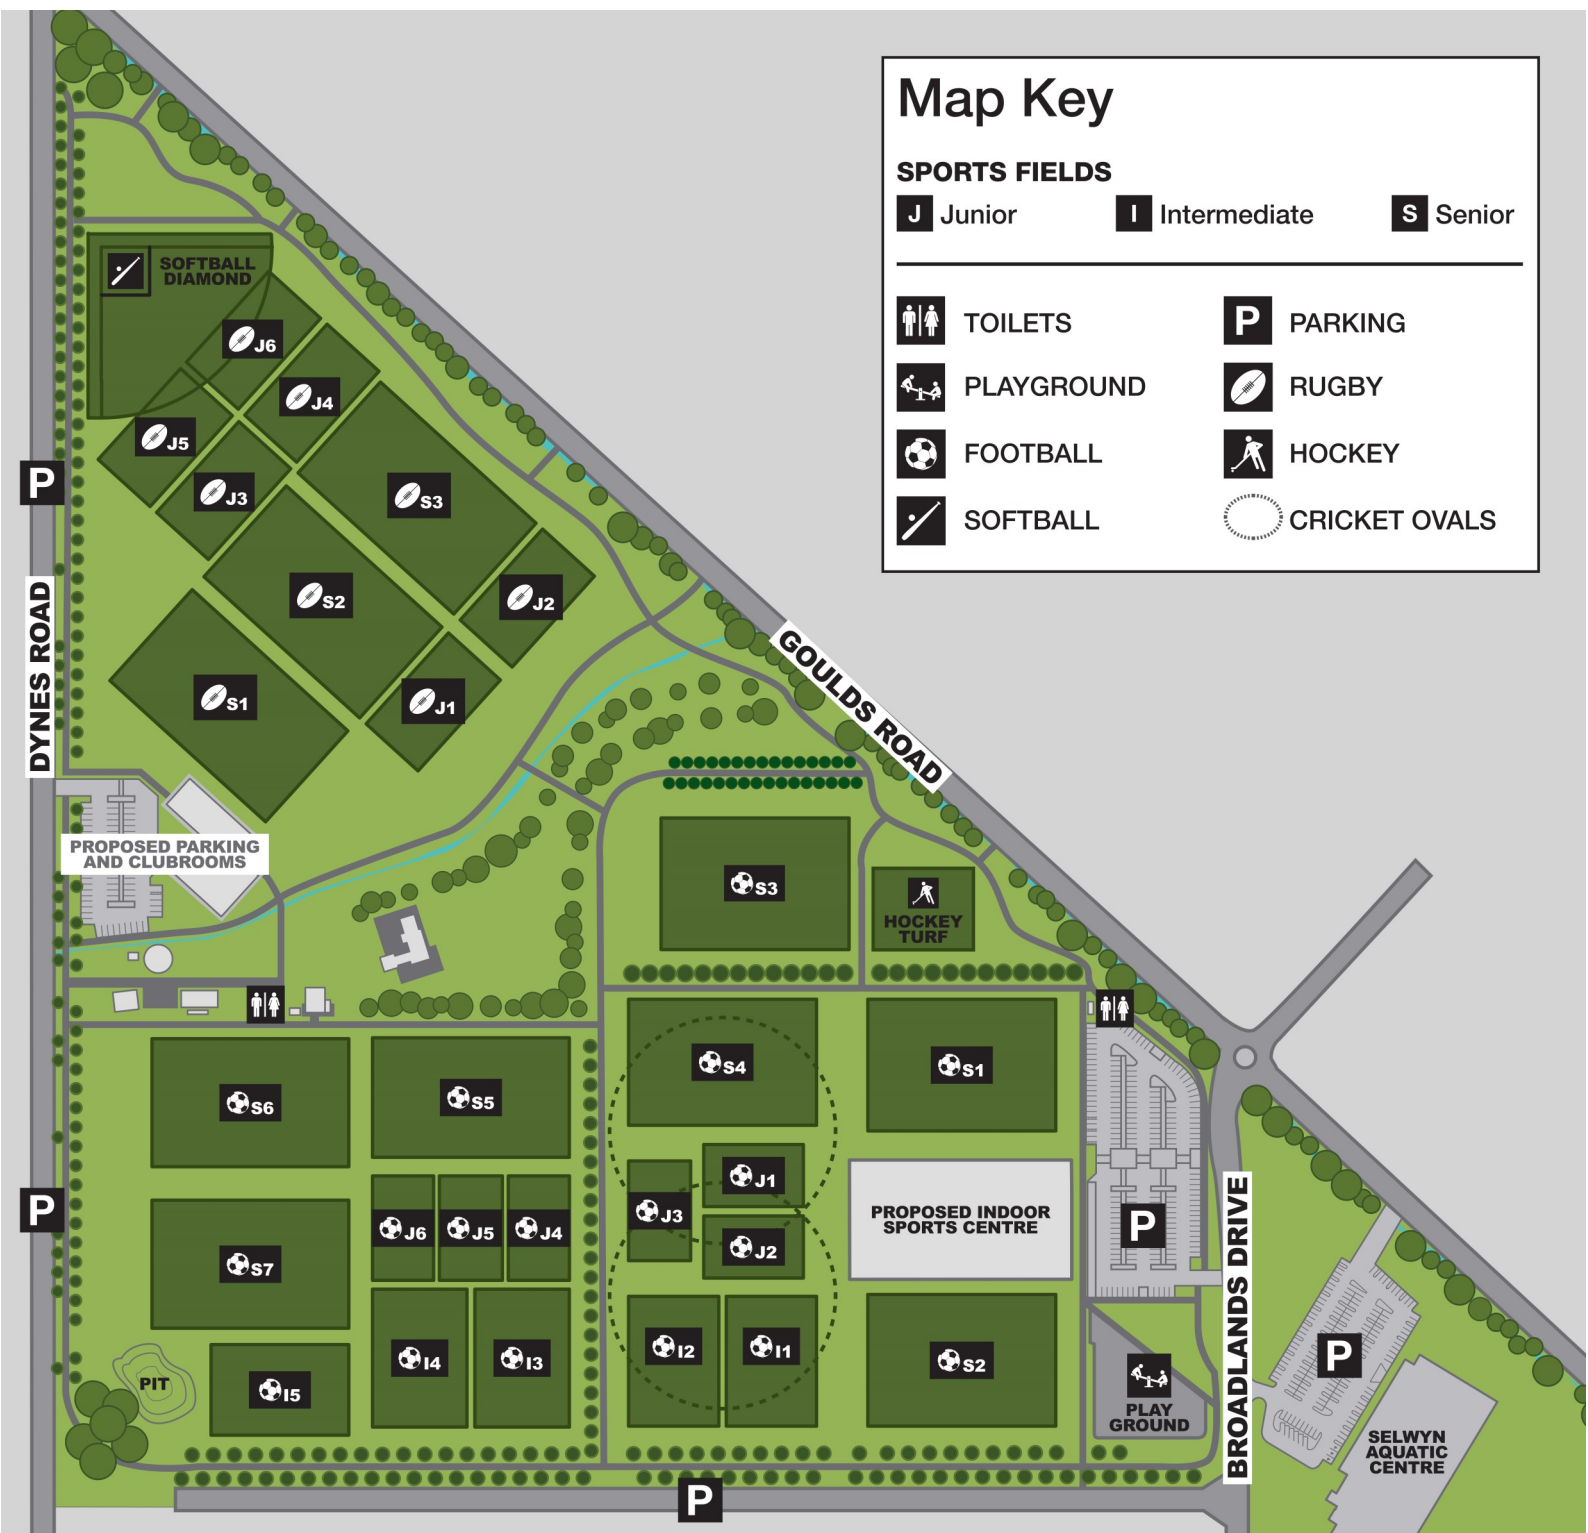 Map Key
SPORTS FIELDS
J Junior
I Intermediate
S Senior
TOILETS
P PARKING
PLAYGROUND
RUGBY
FOOTBALL
HOCKEY
SOFTBALL
CRICKET OVALS
SOFTBALL
DIAMOND
J6
J4
J5
J3
S3
P
S2
J2
S1
J1
DYNES ROAD
GOULDS ROAD
PROPOSED PARKING
AND CLUBROOMS
S3
HOCKEY
TURF
S6
S5
S4
S1
J1
J3
J2
J6
J5
J4
P
PROPOSED INDOOR
SPORTS CENTRE
P
S7
BROADLANDS DRIVE
I4
I3
I2
I1
S2
P
PIT
I5
PLAY
GROUND
SELWYN
AQUATIC
CENTRE
P